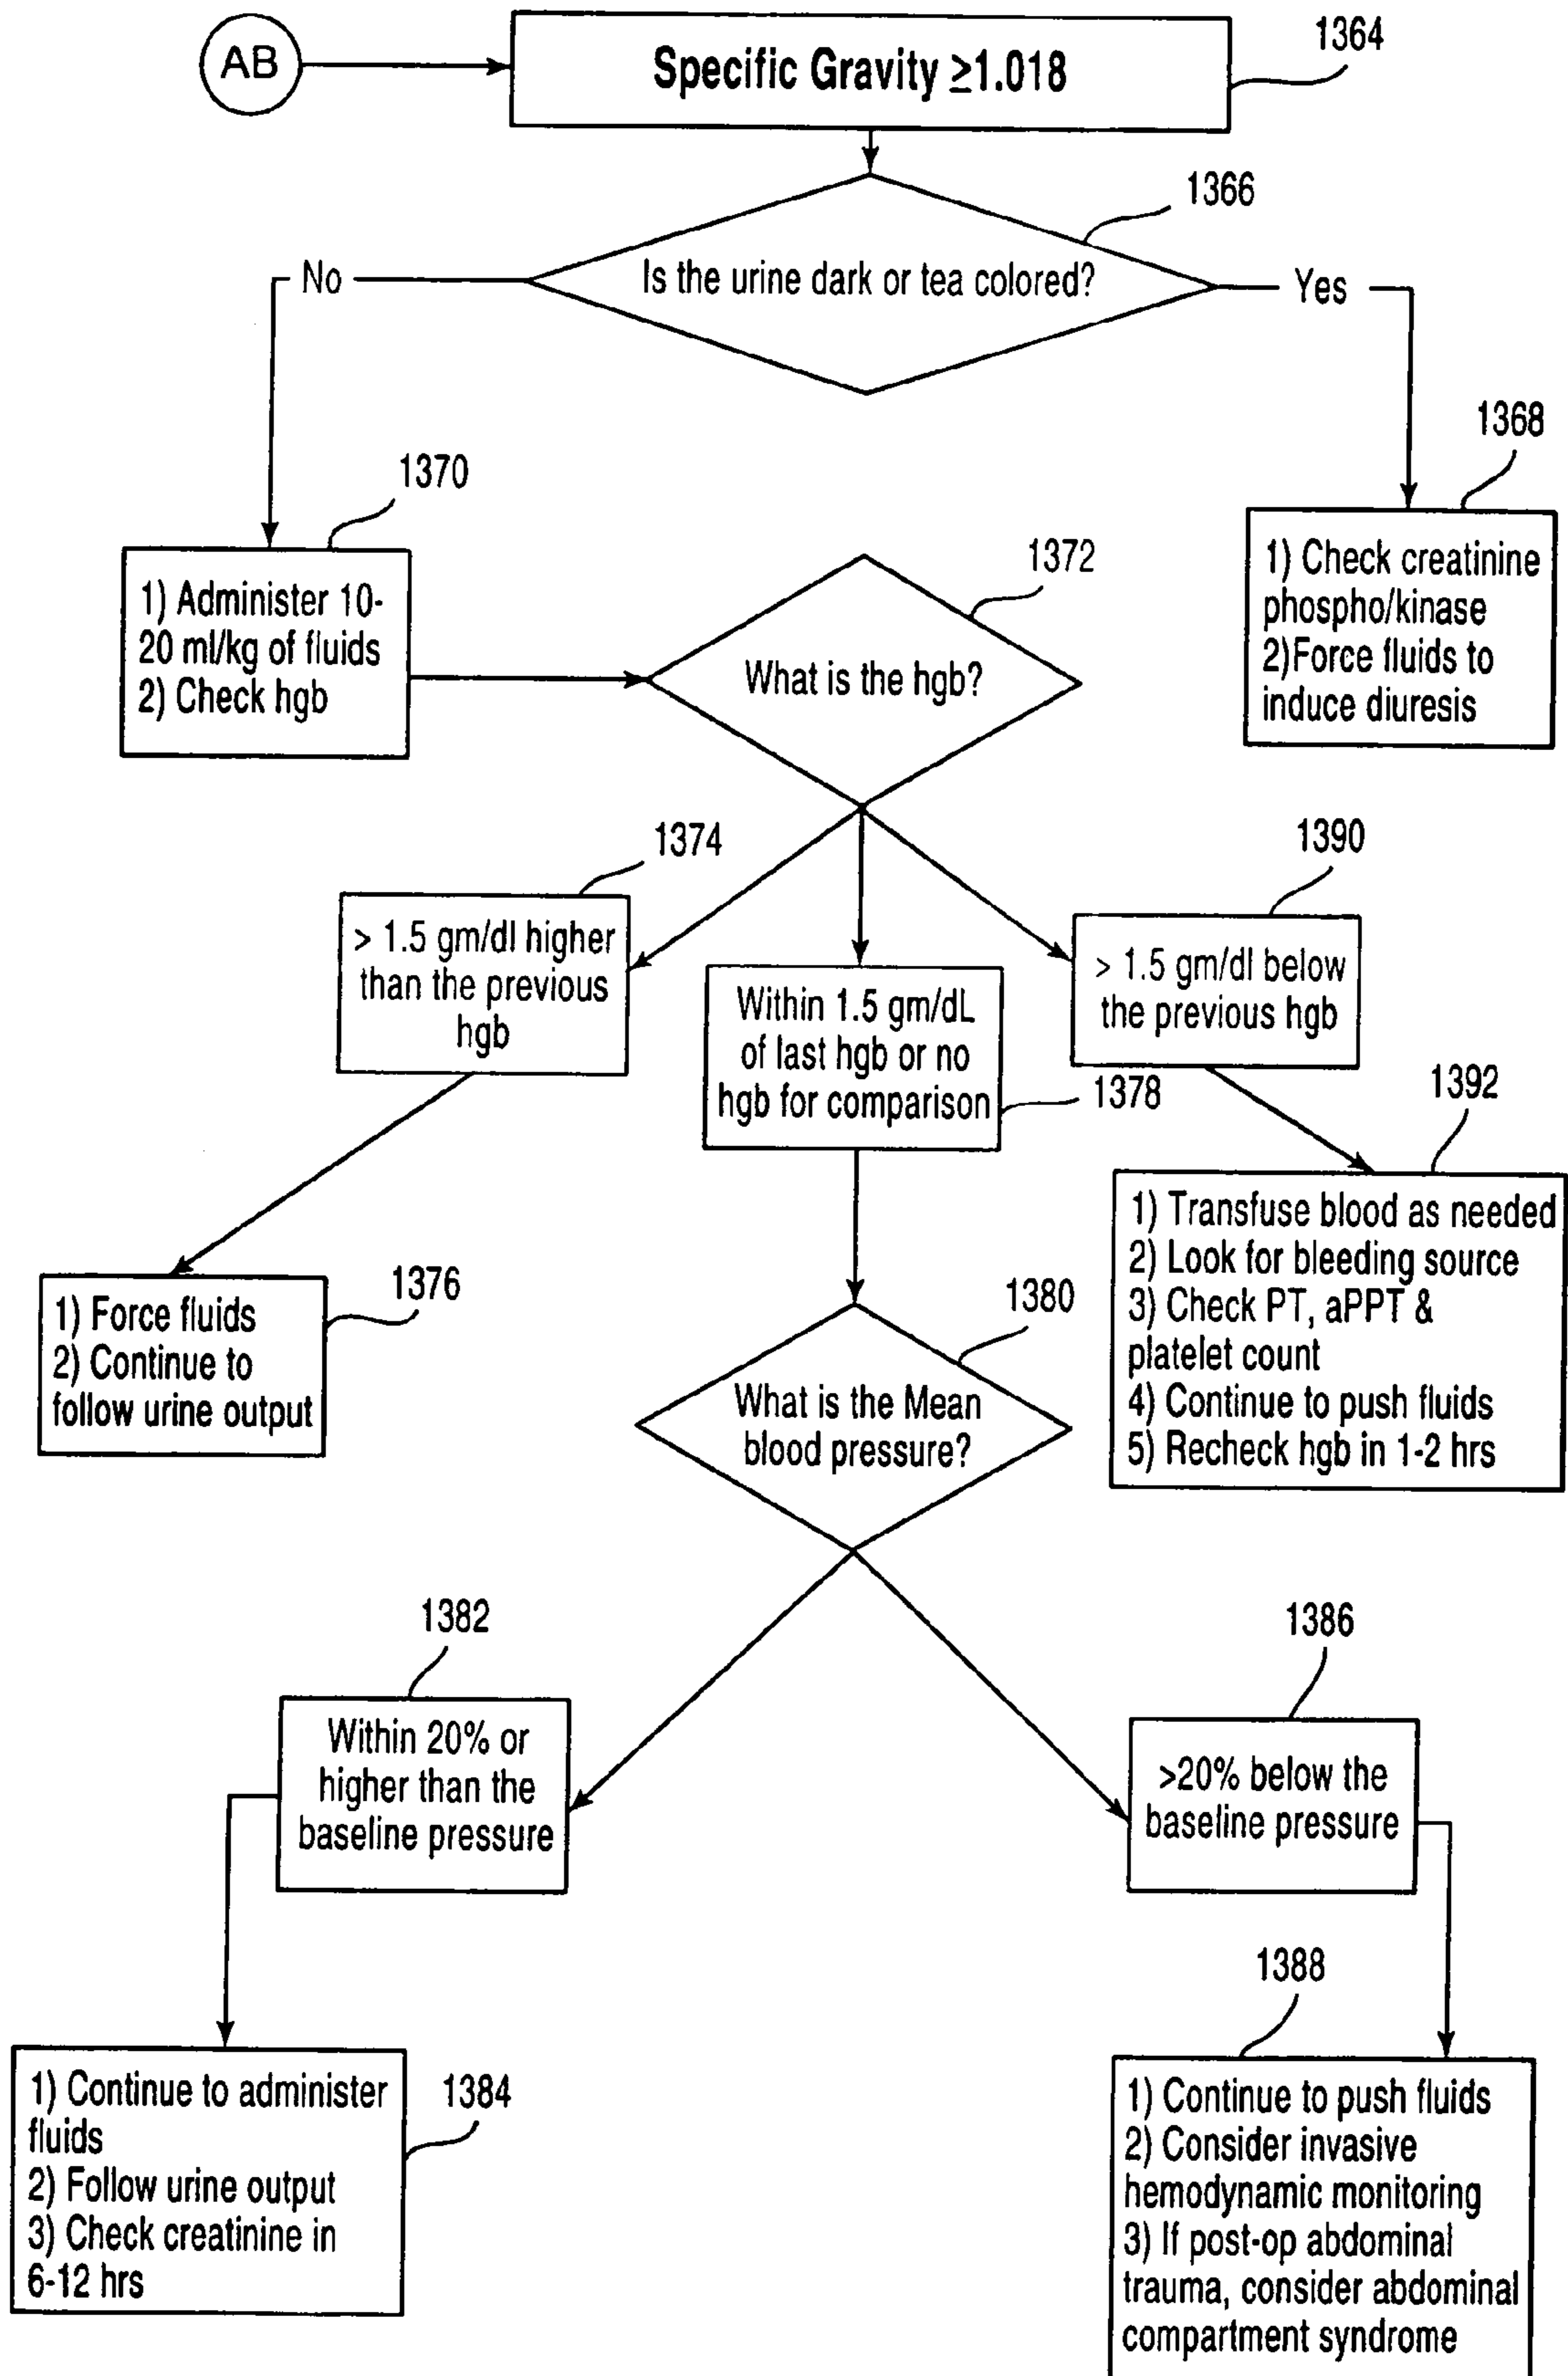 AB
Specific Gravity ≥1.018
1364
1366
Is the urine dark or tea colored?
No
Yes
1368
1) Check creatinine
phospho/kinase
2)Force fluids to
induce diuresis
1370
1) Administer 10-
20 ml/kg of fluids
2) Check hgb
1372
What is the hgb?
1374
> 1.5 gm/dl higher
than the previous
hgb
1390
> 1.5 gm/dl below
the previous hgb
Within 1.5 gm/dL
of last hgb or no
hgb for comparison
1378
1392
1) Transfuse blood as needed
2) Look for bleeding source
3) Check PT, aPPT &
platelet count
4) Continue to push fluids
5) Recheck hgb in 1-2 hrs
1376
1) Force fluids
2) Continue to
follow urine output
1380
What is the Mean
blood pressure?
1382
Within 20% or
higher than the
baseline pressure
1386
>20% below the
baseline pressure
1384
1) Continue to administer
fluids
2) Follow urine output
3) Check creatinine in
6-12 hrs
1388
1) Continue to push fluids
2) Consider invasive
hemodynamic monitoring
3) If post-op abdominal
trauma, consider abdominal
compartment syndrome